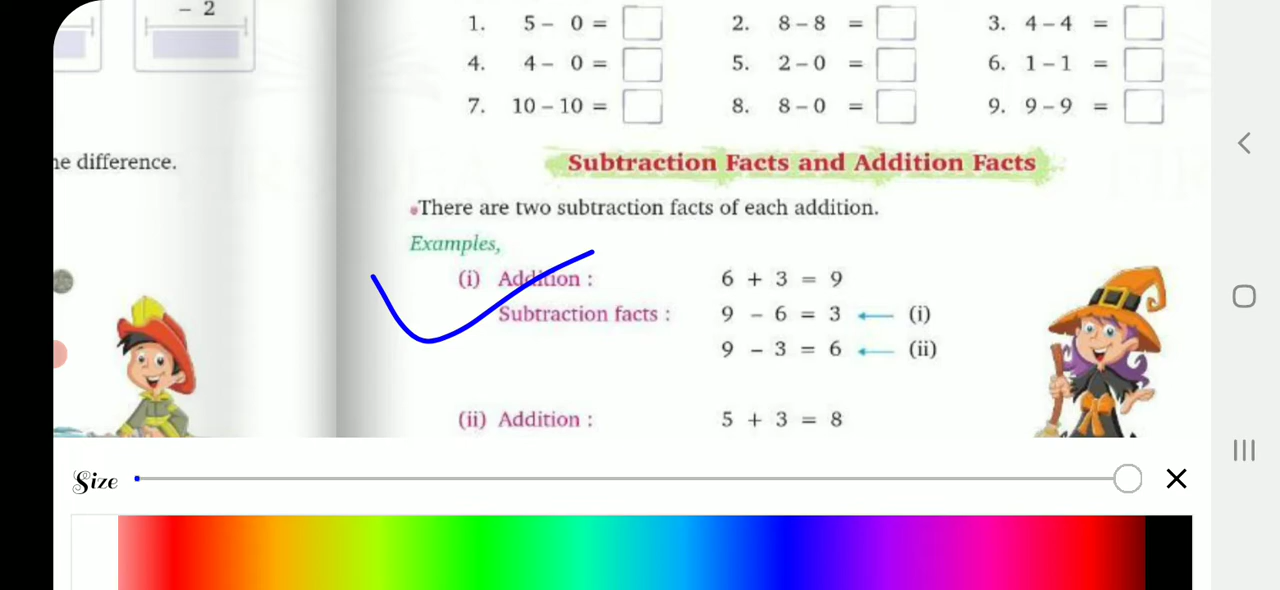 - 2
1. 5 - 0 = 2. 8 - 8 = 3. 4 - 4 =
4. 4 - 0 = 5. 2 - 0 = 6. 1 - 1 =
7. 10 - 10 = 8. 8 - 0 = 9. 9 - 9 =
he difference.
Subtraction Facts and Addition Facts
There are two subtraction facts of each addition.
Examples,
(i) Addition : 6 + 3 = 9
Subtraction facts : 9 - 6 = 3 ← (i)
9 - 3 = 6 ← (ii)
(ii) Addition : 5 + 3 = 8
Size